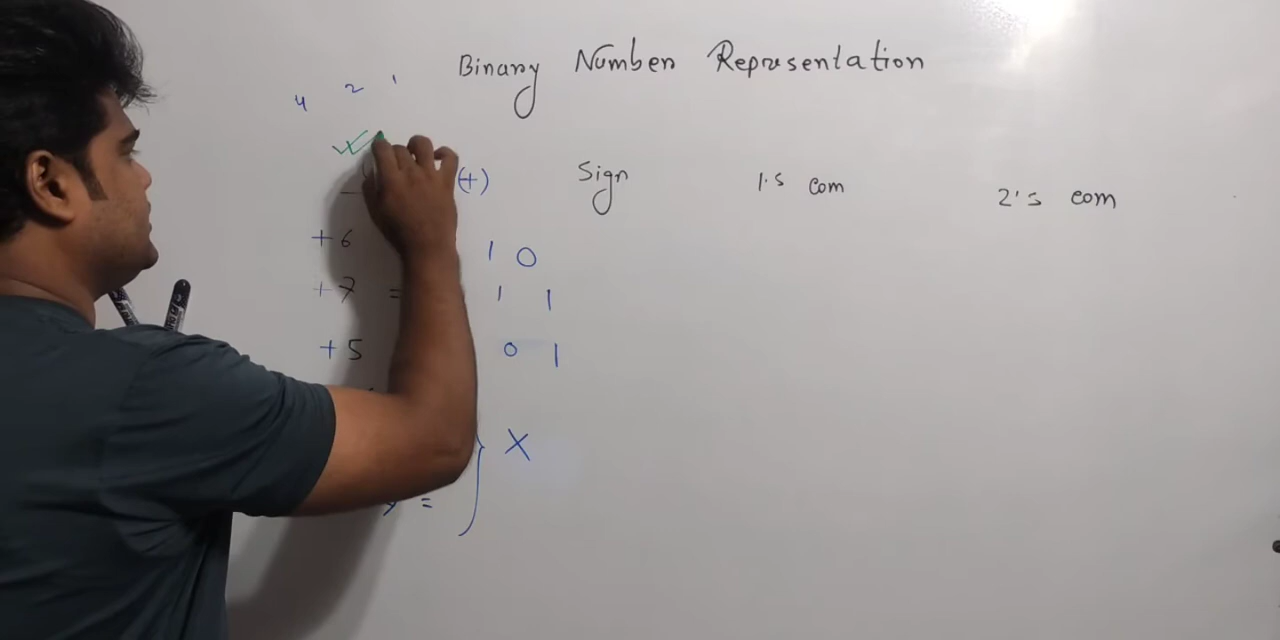 Binary Number Representation
4 2 1
(+) Sign 1's com 2's com
+6 1 0
+7 = 1 1
+5 0 1
} X
=